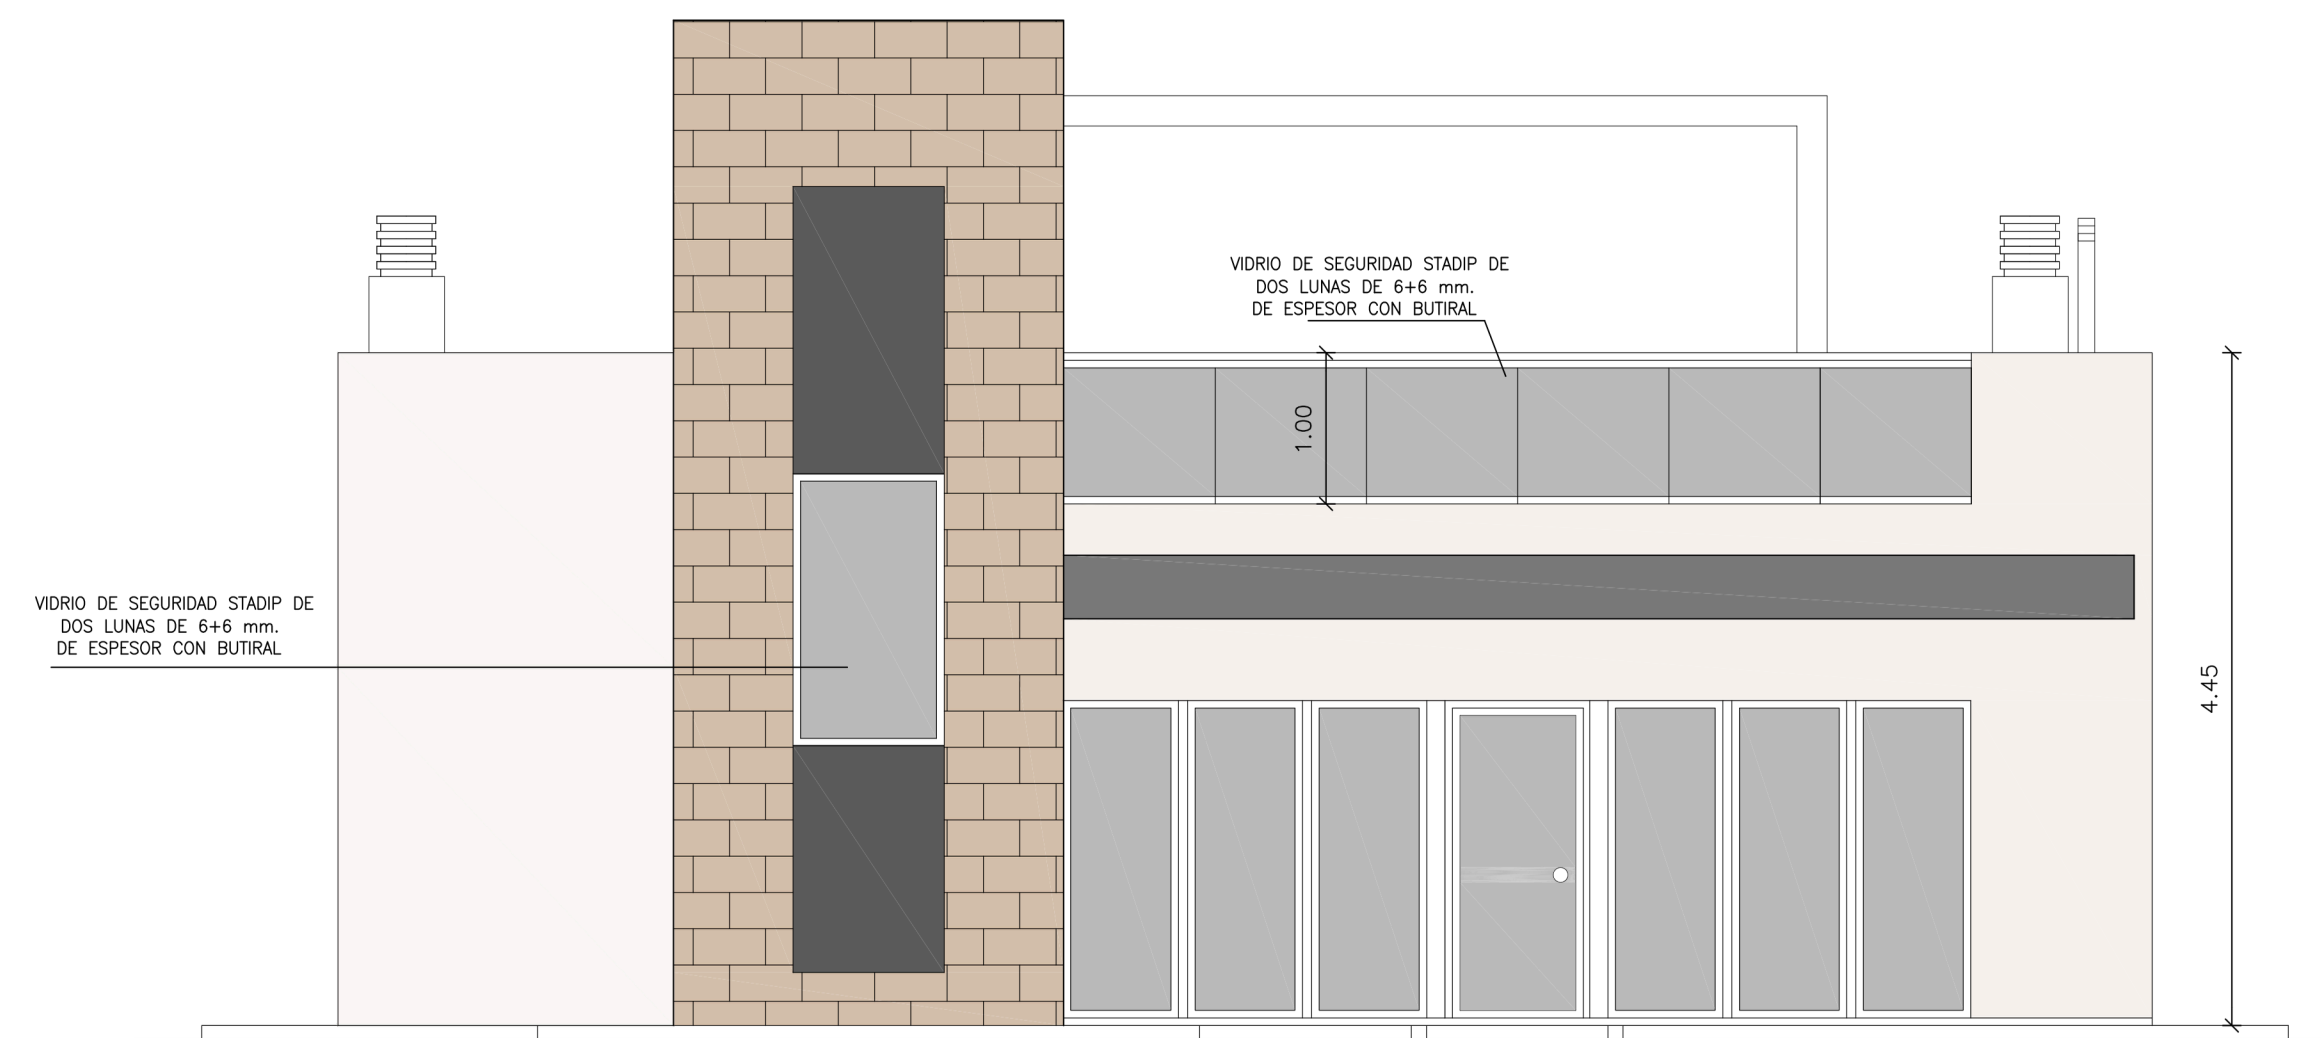 VIDRIO DE SEGURIDAD STADIP DE
DOS LUNAS DE 6+6 mm.
DE ESPESOR CON BUTIRAL
1.00
VIDRIO DE SEGURIDAD STADIP DE
DOS LUNAS DE 6+6 mm.
DE ESPESOR CON BUTIRAL
4.45